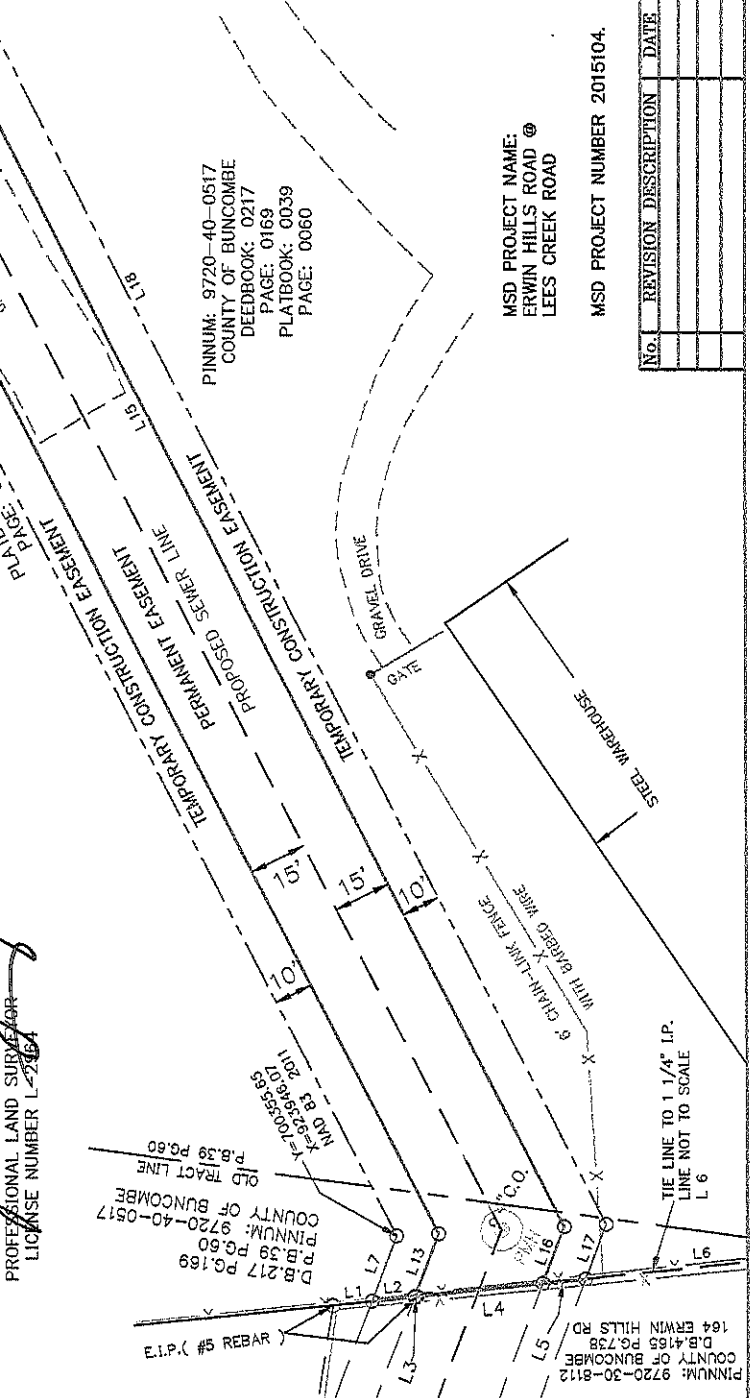 PROFESSIONAL LAND SURVEYOR
LICENSE NUMBER L-2964
PAGE:
TEMPORARY CONSTRUCTION EASEMENT
PERMANENT EASEMENT
PROPOSED SEWER LINE
TEMPORARY CONSTRUCTION EASEMENT
L15
L18
PINNUM: 9720-40-0517
COUNTY OF BUNCOMBE
DEEDBOOK: 0217
PAGE: 0169
PLATBOOK: 0039
PAGE: 0060
MSD PROJECT NAME:
ERWIN HILLS ROAD @
LEES CREEK ROAD
MSD PROJECT NUMBER 2015104.
No. REVISION DESCRIPTION DATE
GRAVEL DRIVE
GATE
STEEL WAREHOUSE
6' CHAIN-LINK FENCE
WITH BARBED WIRE
X
X
X
X
X
15'
15'
10'
10'
Y=700355.65
X=923946.07
NAD 83 2011
OLD TRACT LINE
P.B.39 PG.60
D.B.217 PG.169
P.B.39 PG.60
PINNUM: 9720-40-0517
COUNTY OF BUNCOMBE
E.I.P.( #5 REBAR )
L7
L1
L2
L13
L3
L4
C.O.
L16
L17
L5
L6
TIE LINE TO 1 1/4" I.P.
LINE NOT TO SCALE
L 6
PINNUM: 9720-30-8112
COUNTY OF BUNCOMBE
D.B.4165 PG.738
164 ERWIN HILLS RD